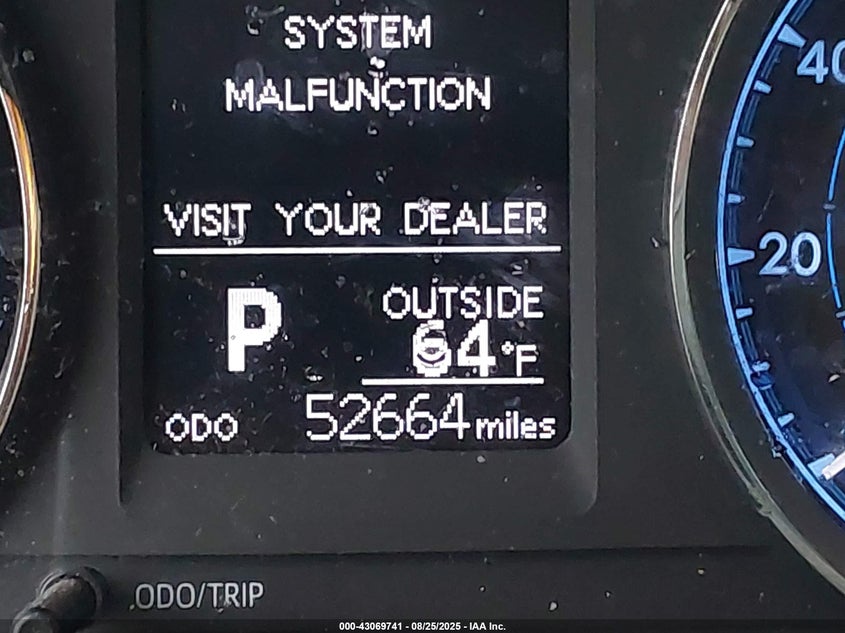 SYSTEM
MALFUNCTION
VISIT YOUR DEALER
P
OUTSIDE
64°F
ODO 52664 miles
40
20
ODO/TRIP
000-43069741 - 08/25/2025 - IAA Inc.